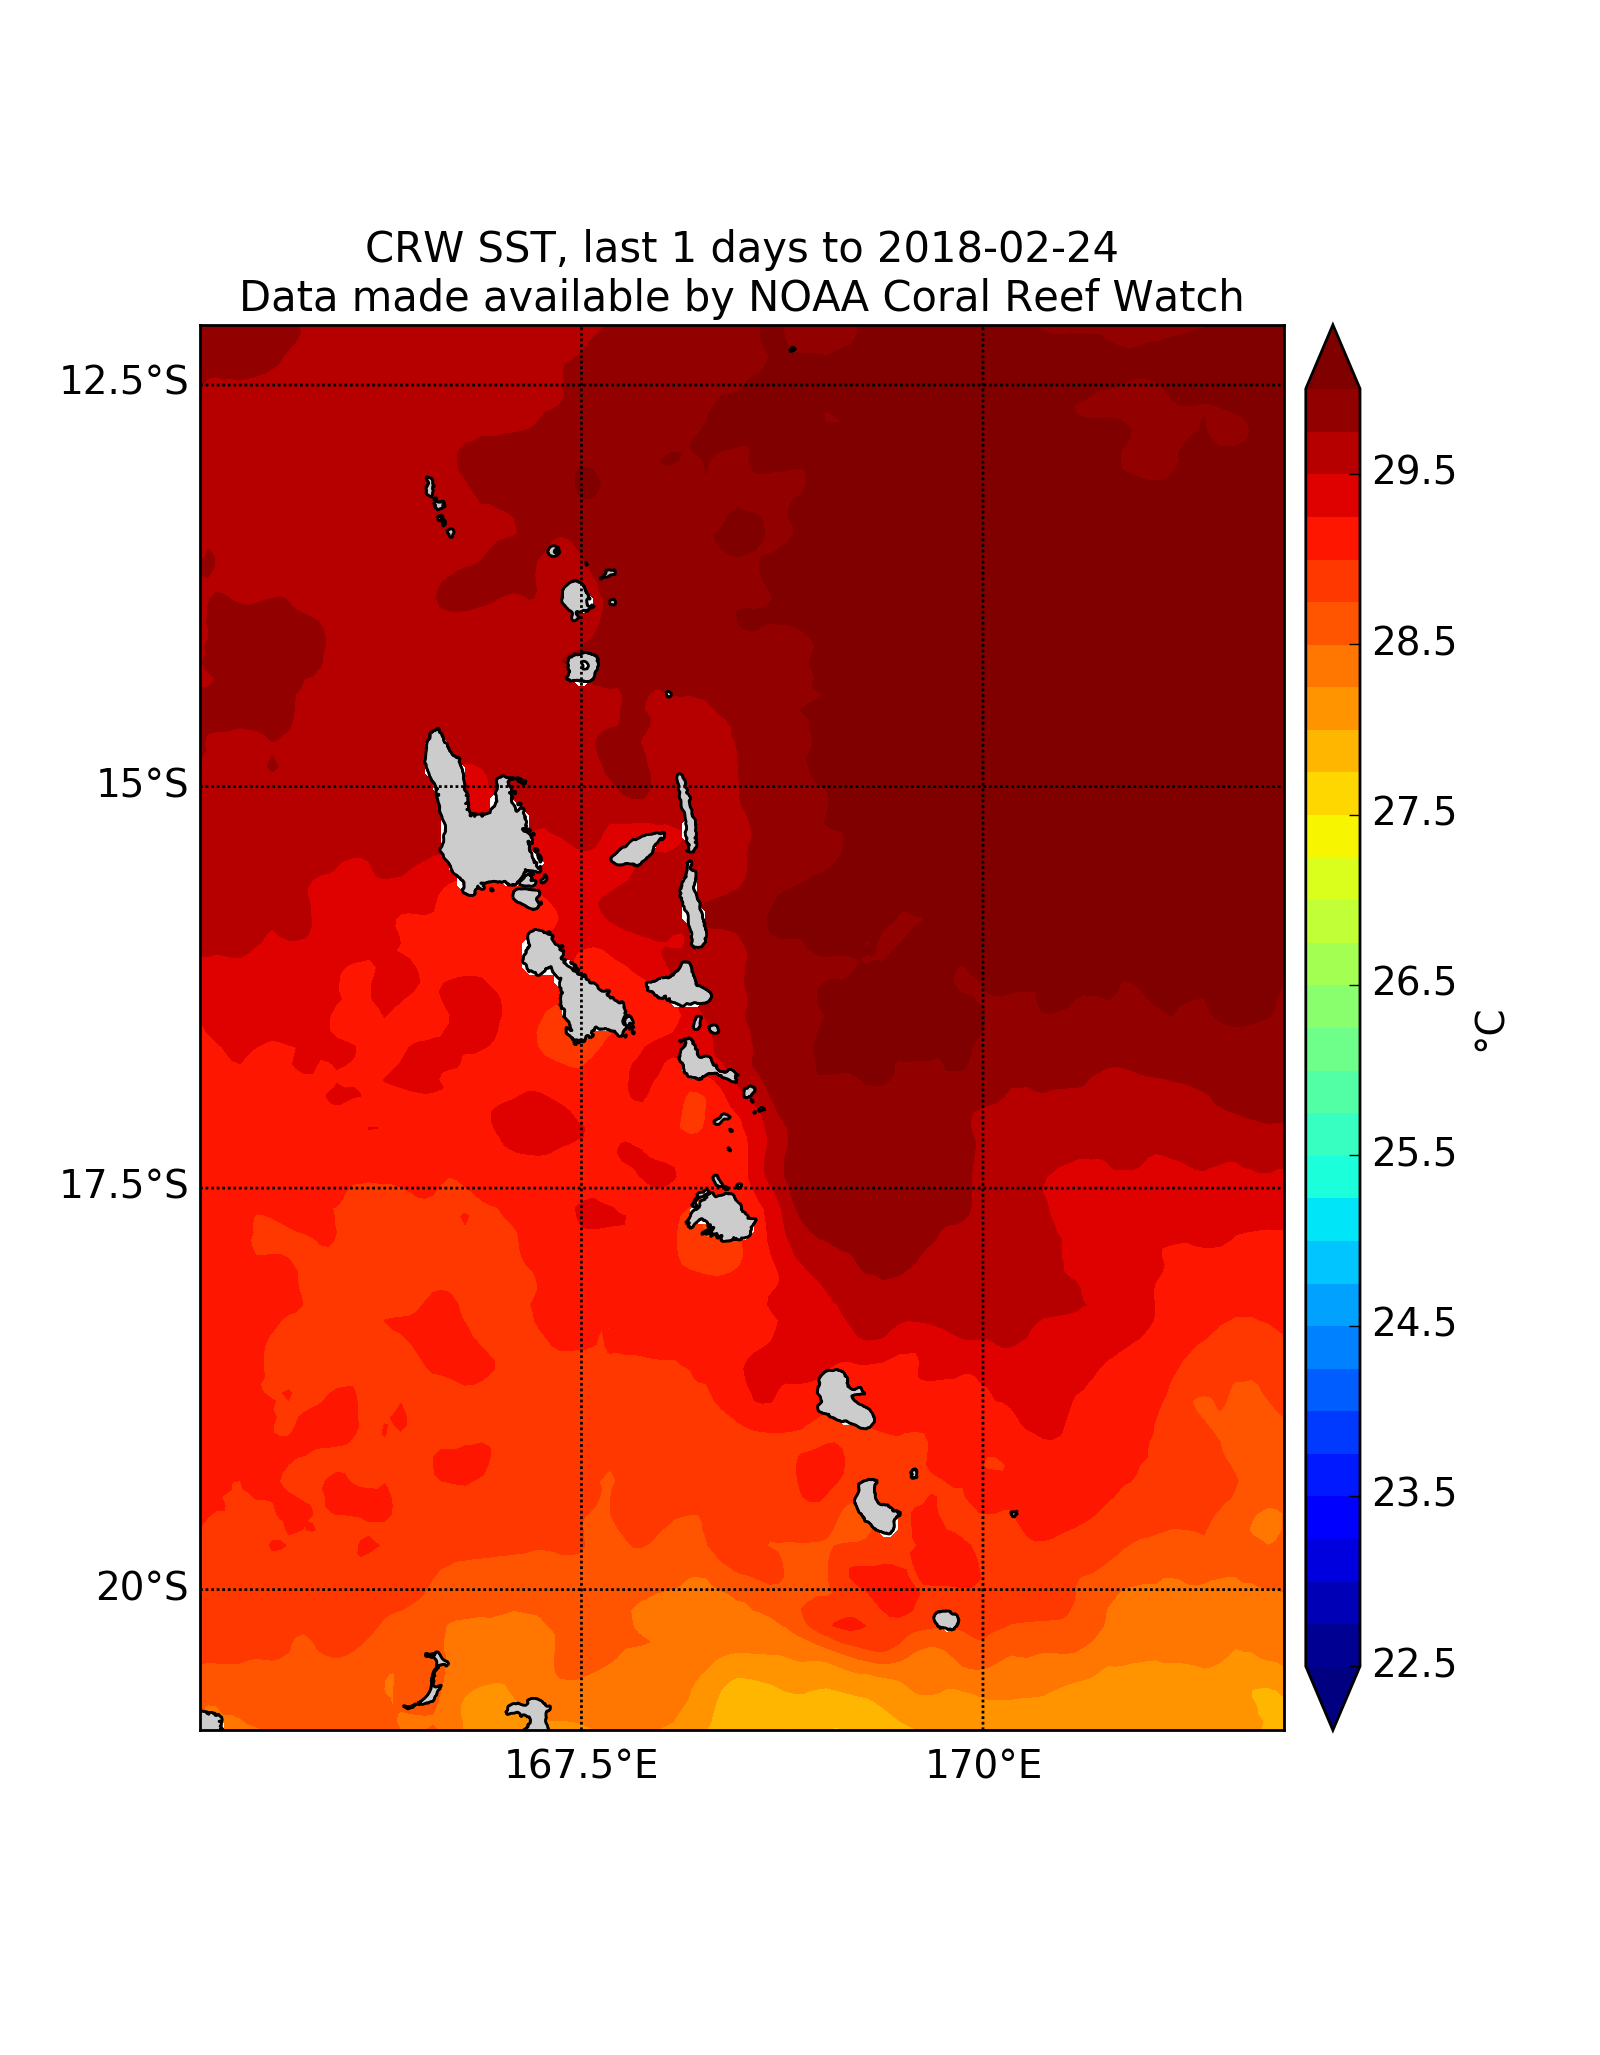 CRW SST, last 1 days to 2018-02-24
Data made available by NOAA Coral Reef Watch
12.5°S
15°S
17.5°S
20°S
167.5°E
170°E
29.5
28.5
27.5
26.5
25.5
24.5
23.5
22.5
°C